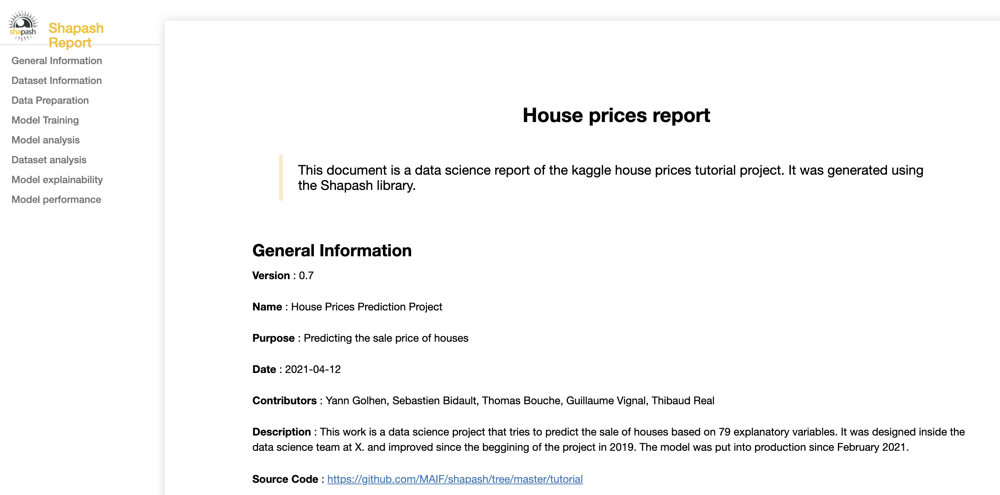 shapash
Shapash
Report
General Information
Dataset Information
Data Preparation
Model Training
Model analysis
Dataset analysis
Model explainability
Model performance
House prices report
This document is a data science report of the kaggle house prices tutorial project. It was generated using
the Shapash library.
General Information
Version : 0.7
Name : House Prices Prediction Project
Purpose : Predicting the sale price of houses
Date : 2021-04-12
Contributors : Yann Golhen, Sebastien Bidault, Thomas Bouche, Guillaume Vignal, Thibaud Real
Description : This work is a data science project that tries to predict the sale of houses based on 79 explanatory variables. It was designed inside the
data science team at X. and improved since the beggining of the project in 2019. The model was put into production since February 2021.
Source Code : https://github.com/MAIF/shapash/tree/master/tutorial